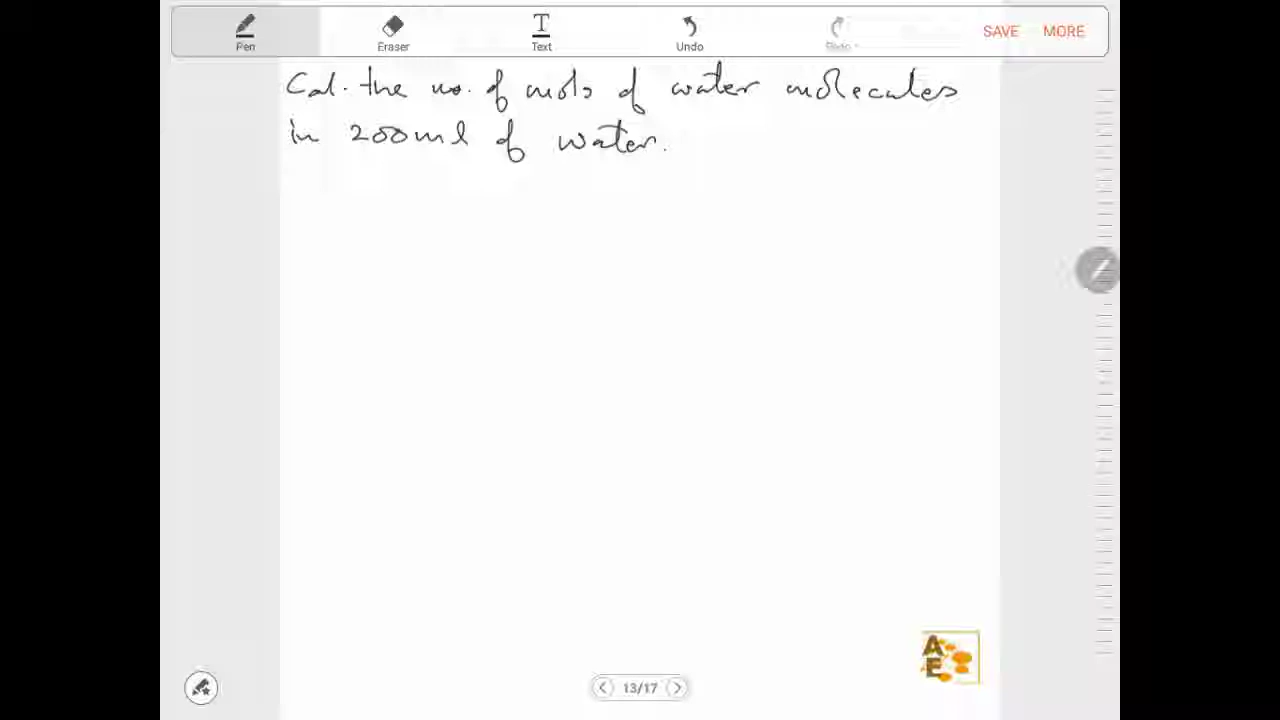 Pen
Eraser
Text
Undo
Redo
SAVE
MORE
Cal. the no. of mols of water molecules
in 200ml of water.
13/17
A
E